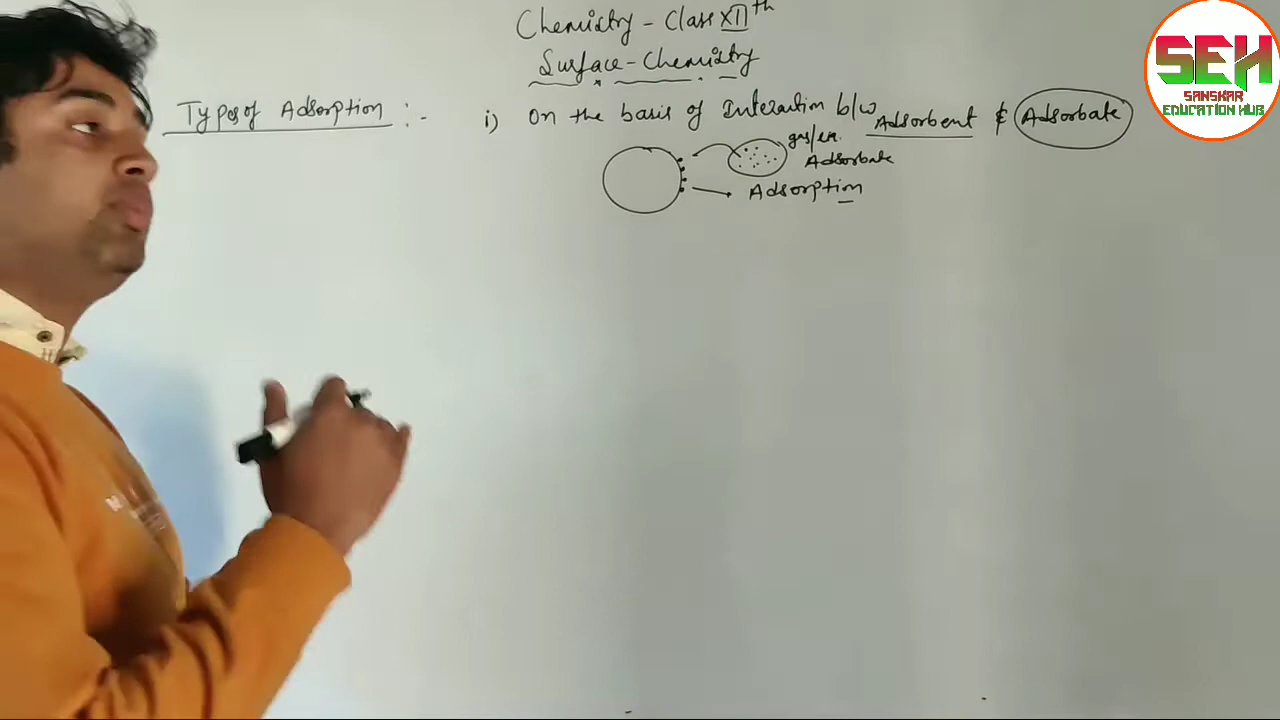 Chemistry - Class XIIth
Surface - Chemistry
Types of Adsorption :- i) On the basis of Interaction b/w Adsorbent & Adsorbate
gas/
Adsorbate
Adsorption
SEH
SANSKAR
EDUCATION HUB